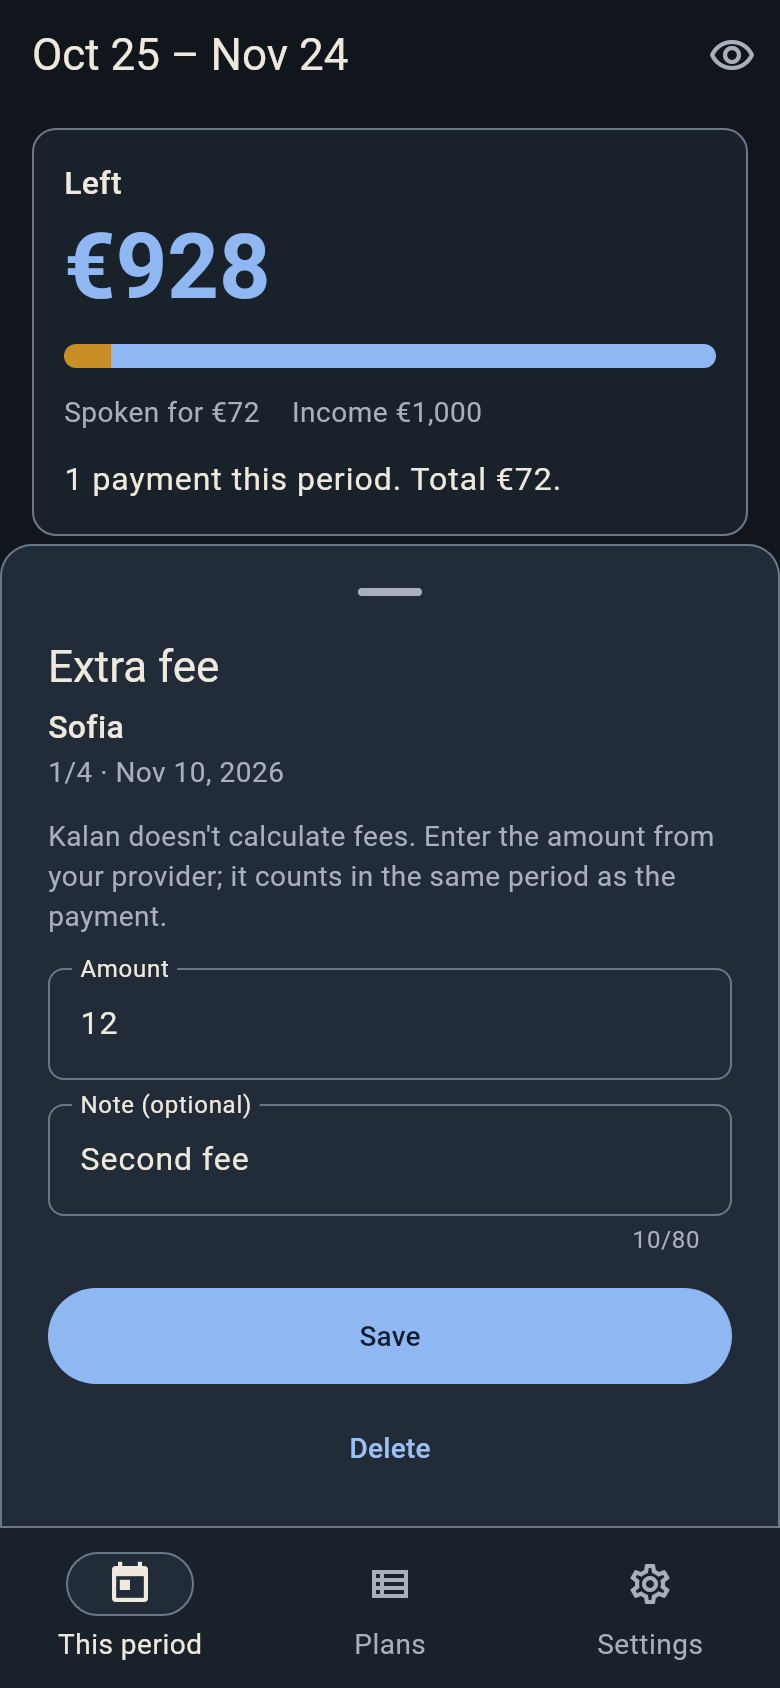 Oct 25 – Nov 24
Left
€928
Spoken for €72 Income €1,000
1 payment this period. Total €72.
Extra fee
Sofia
1/4 · Nov 10, 2026
Kalan doesn't calculate fees. Enter the amount from
your provider; it counts in the same period as the
payment.
Amount
12
Note (optional)
Second fee
10/80
Save
Delete
This period Plans Settings